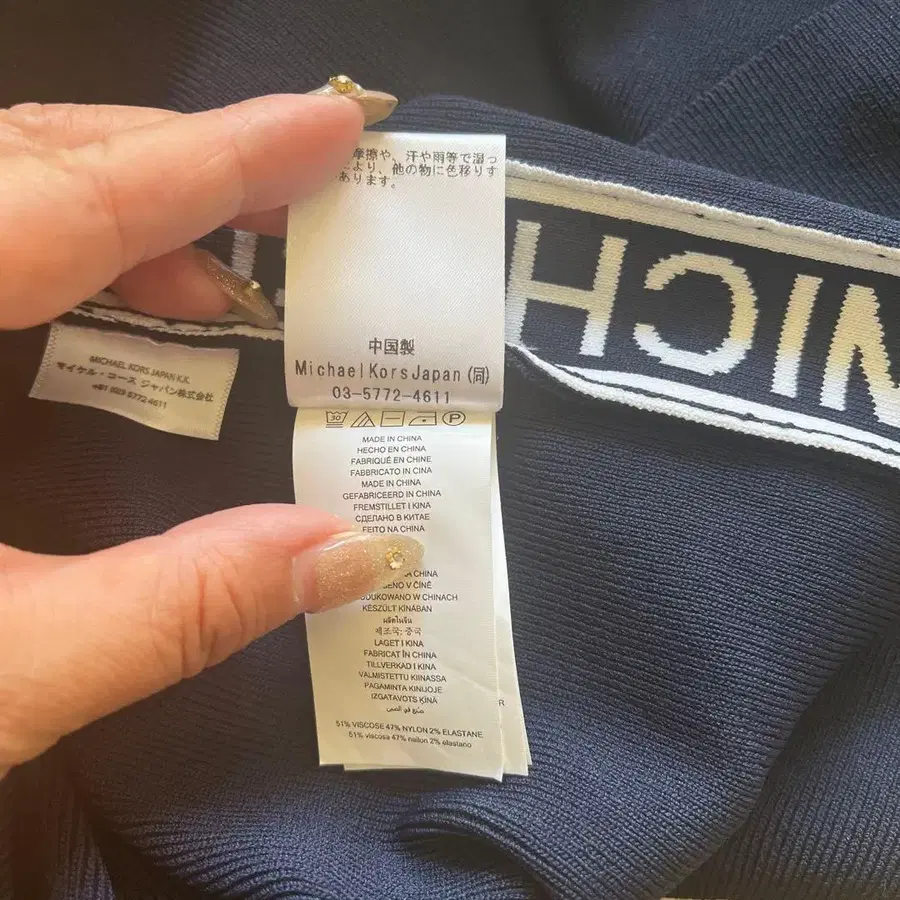 摩擦や、汗や雨等で湿っ
より、他の物に色移りす
あります。
中国製
MichaelKorsJapan(同)
03-5772-4611
MICHAEL KORS JAPAN K.K.
マイケル・コース ジャパン株式会社
+81 (0)3 5772 4611
MICH
30 P
MADE IN CHINA
HECHO EN CHINA
FABRIQUÉ EN CHINE
FABBRICATO IN CINA
MADE IN CHINA
GEFABRICEERD IN CHINA
FREMSTILLET I KINA
СДЕЛАНО В КИТАЕ
FEITO NA CHINA
CHINA
V ČÍNĚ
W CHINACH
KÉSZÜLT KÍNÁBAN
ผลิตในจีน
제조국: 중국
LAGET I KINA
FABRICAT ÎN CHINA
TILLVERKAD I KINA
VALMISTETTU KIINASSA
PAGAMINTA KINIJOJE
IZGATAVOTS ĶĪNĀ
صنع في الصين
R
51% VISCOSE 47% NYLON 2% ELASTANE
51% viscosa 47% nailon 2% elastano